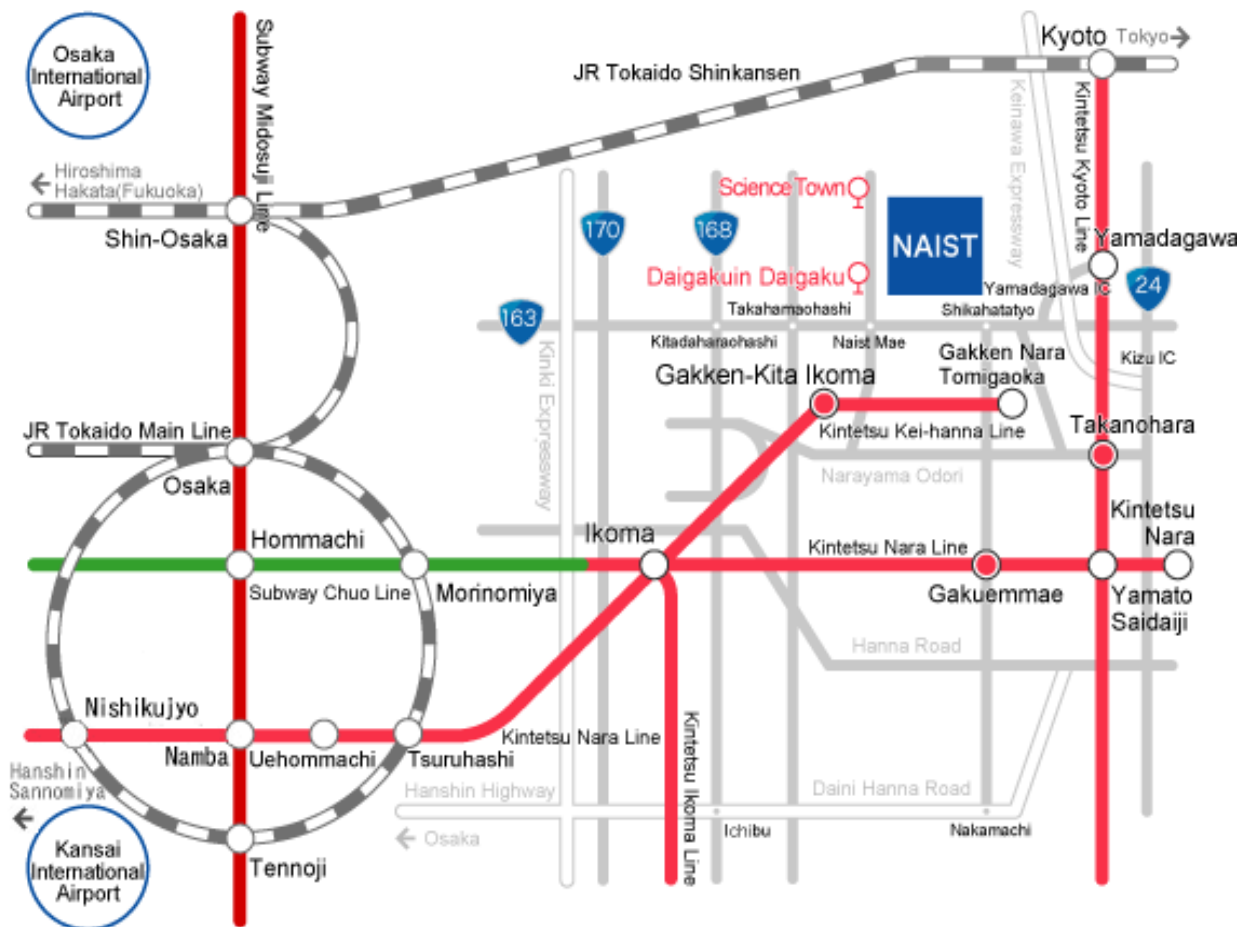 Osaka
International
Airport
Subway Midosuji Line
JR Tokaido Shinkansen
Kyoto
Tokyo
Hiroshima
Hakata(Fukuoka)
Shin-Osaka
Keinawa Expressway
Kintetsu Kyoto Line
Science Town
170
168
NAIST
Yamadagawa
Daigakuin Daigaku
Yamadagawa IC
24
163
Takahamaohashi
Shikahatatyo
Kitadaharaohashi
Naist Mae
Kinki Expressway
Gakken Nara
Tomigaoka
Kizu IC
Gakken-Kita Ikoma
JR Tokaido Main Line
Kintetsu Kei-hanna Line
Takanohara
Osaka
Narayama Odori
Kintetsu
Nara
Hommachi
Ikoma
Kintetsu Nara Line
Subway Chuo Line
Morinomiya
Gakuemmae
Yamato
Saidaiji
Hanna Road
Nishikujyo
Namba
Uehommachi
Tsuruhashi
Kintetsu Nara Line
Kintetsu Ikoma Line
Hanshin
Sannomiya
Hanshin Highway
Daini Hanna Road
Osaka
Ichibu
Nakamachi
Kansai
International
Airport
Tennoji